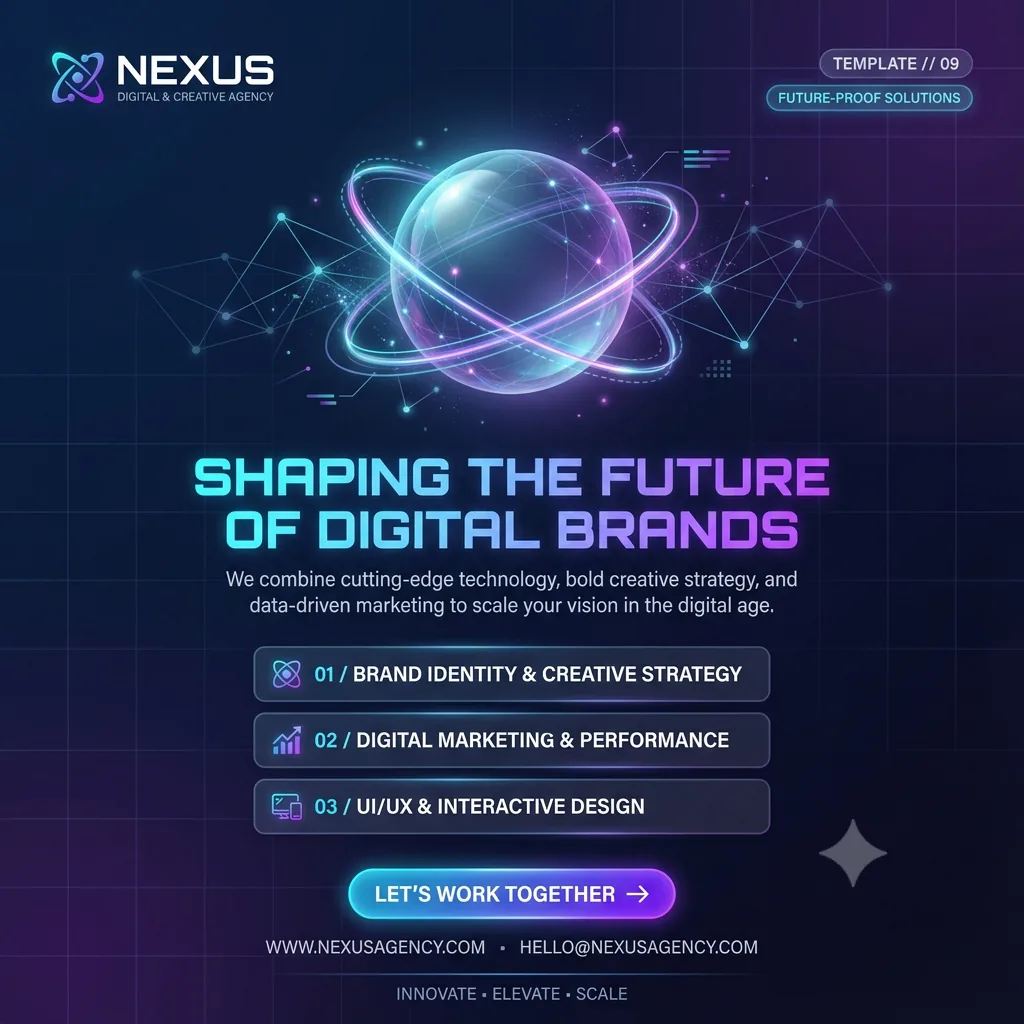 NEXUS
DIGITAL & CREATIVE AGENCY
TEMPLATE // 09
FUTURE-PROOF SOLUTIONS
SHAPING THE FUTURE
OF DIGITAL BRANDS
We combine cutting-edge technology, bold creative strategy, and
data-driven marketing to scale your vision in the digital age.
01 / BRAND IDENTITY & CREATIVE STRATEGY
02 / DIGITAL MARKETING & PERFORMANCE
03 / UI/UX & INTERACTIVE DESIGN
LET'S WORK TOGETHER →
WWW.NEXUSAGENCY.COM • HELLO@NEXUSAGENCY.COM
INNOVATE • ELEVATE • SCALE